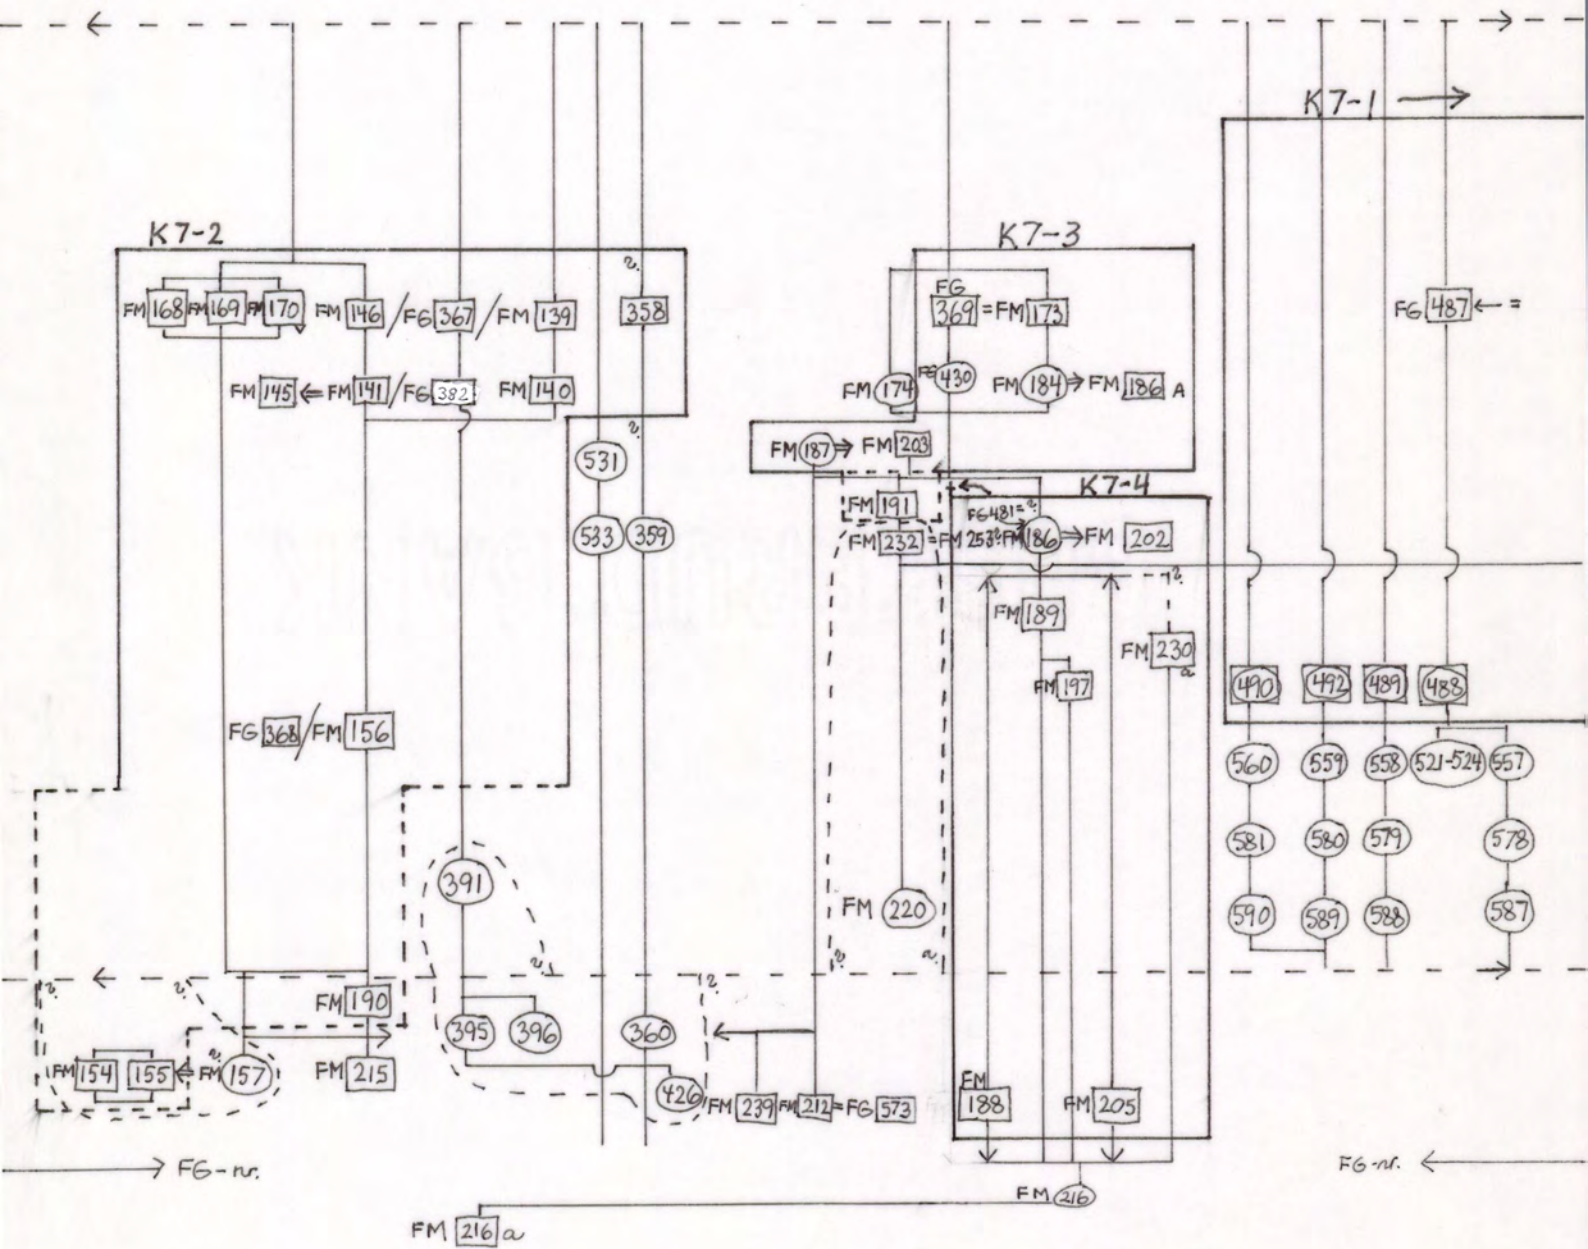 K7-1
K7-2
K7-3
?
FM 168 FM 169 FM 170 FM 146 / FG 367 / FM 139 358
FG
369 = FM 173
FG 487 ← =
FM 145 ⇐ FM 141 / FG 382 FM 140
FM 174 FG 430 FM 184 ⇒ FM 186 A
?
FM 187 ⇒ FM 203
531
K7-4
FM 191
FG 481 = ?
533 359
FM 232 = FM 253? FM 186 ⇒ FM 202
?
FM 189
FM 230 a
FM 197
490 492 489 488
FG 368 / FM 156
560 559 558 521-524 557
581 580 579 578
391
FM 220
590 589 588 587
? ? ? ? ? ?
FM 190
395 396 360
?
FM 154 155 ⇐ FM 157 FM 215
426
FM 239 FM 212 = FG 573
FM
188
FM 205
→ FG-nr.
FG-nr. ←
FM 216
FM 216 a